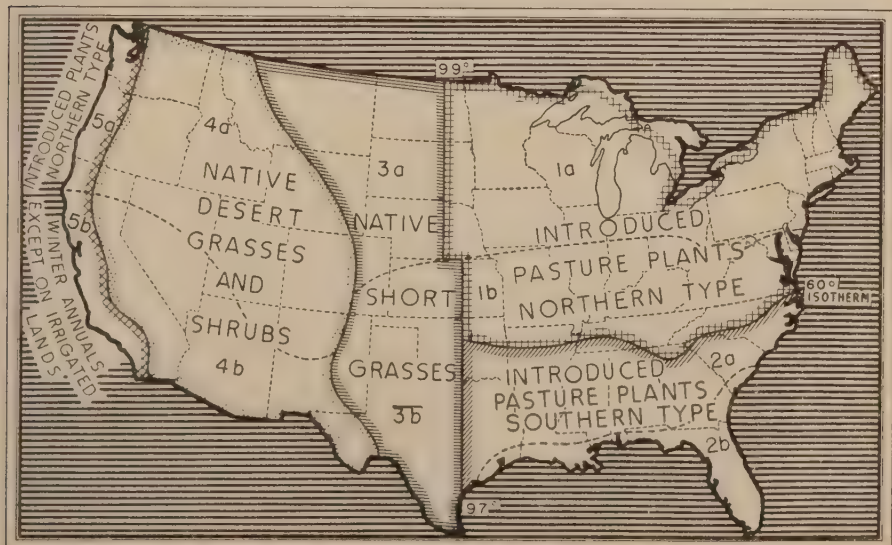 99°
INTRODUCED PLANTS
NORTHERN TYPE
WINTER ANNUALS
EXCEPT ON IRRIGATED
LANDS
5a
5b
4a
NATIVE
DESERT
GRASSES
AND
SHRUBS
4b
3a
NATIVE
SHORT
GRASSES
3b
1a
INTRODUCED
PASTURE PLANTS
NORTHERN TYPE
1b
60°
ISOTHERM
2a
INTRODUCED
PASTURE PLANTS
SOUTHERN TYPE
2b
97°